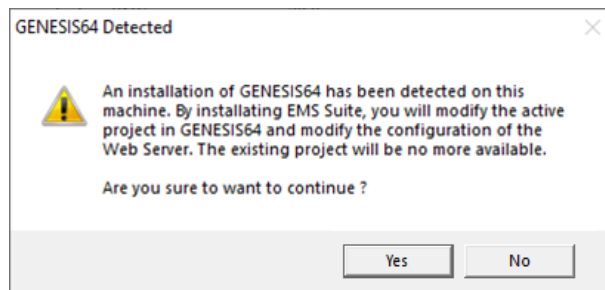 GENESIS64 Detected
An installation of GENESIS64 has been detected on this
machine. By installing EMS Suite, you will modify the active
project in GENESIS64 and modify the configuration of the
Web Server. The existing project will be no more available.
Are you sure to want to continue ?
Yes No